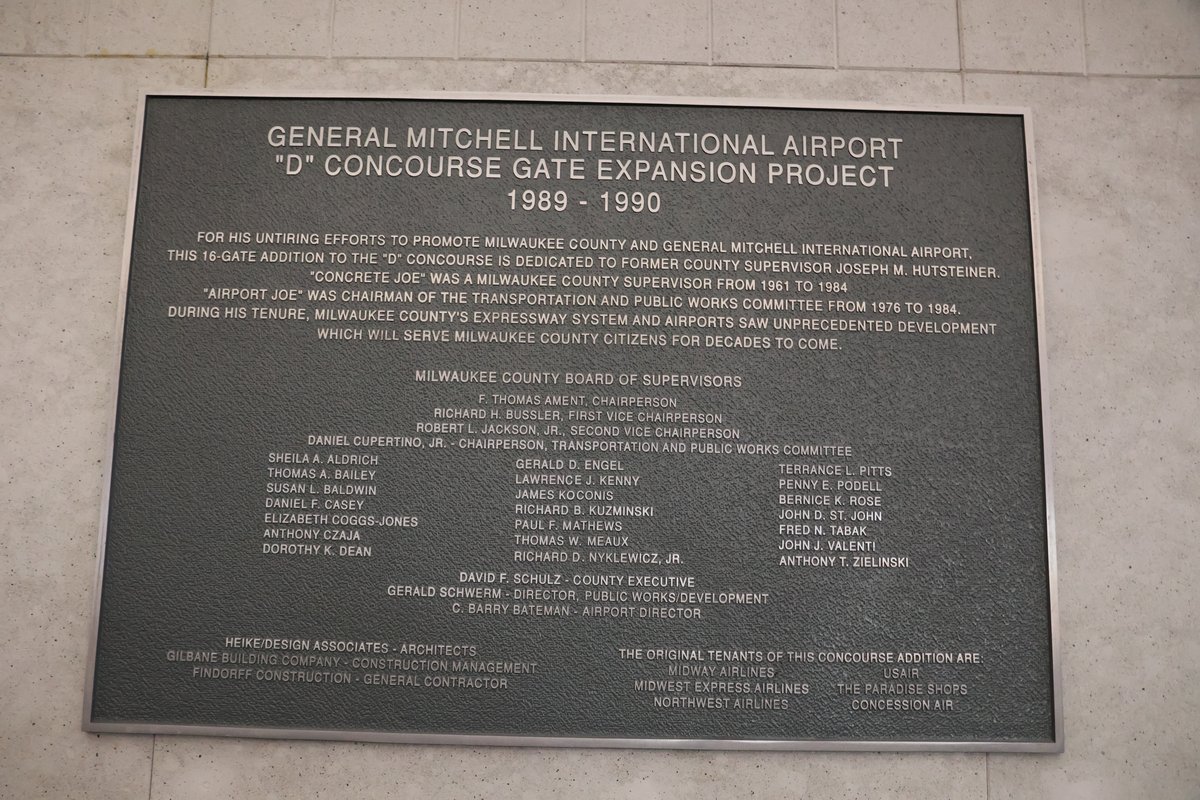 GENERAL MITCHELL INTERNATIONAL AIRPORT
"D" CONCOURSE GATE EXPANSION PROJECT
1989 - 1990
FOR HIS UNTIRING EFFORTS TO PROMOTE MILWAUKEE COUNTY AND GENERAL MITCHELL INTERNATIONAL AIRPORT,
THIS 16-GATE ADDITION TO THE "D" CONCOURSE IS DEDICATED TO FORMER COUNTY SUPERVISOR JOSEPH M. HUTSTEINER.
"CONCRETE JOE" WAS A MILWAUKEE COUNTY SUPERVISOR FROM 1961 TO 1984
"AIRPORT JOE" WAS CHAIRMAN OF THE TRANSPORTATION AND PUBLIC WORKS COMMITTEE FROM 1976 TO 1984.
DURING HIS TENURE, MILWAUKEE COUNTY'S EXPRESSWAY SYSTEM AND AIRPORTS SAW UNPRECEDENTED DEVELOPMENT
WHICH WILL SERVE MILWAUKEE COUNTY CITIZENS FOR DECADES TO COME.
MILWAUKEE COUNTY BOARD OF SUPERVISORS
F. THOMAS AMENT, CHAIRPERSON
RICHARD H. BUSSLER, FIRST VICE CHAIRPERSON
ROBERT L. JACKSON, JR., SECOND VICE CHAIRPERSON
DANIEL CUPERTINO, JR. - CHAIRPERSON, TRANSPORTATION AND PUBLIC WORKS COMMITTEE
SHEILA A. ALDRICH
THOMAS A. BAILEY
SUSAN L. BALDWIN
DANIEL F. CASEY
ELIZABETH COGGS-JONES
ANTHONY CZAJA
DOROTHY K. DEAN
GERALD D. ENGEL
LAWRENCE J. KENNY
JAMES KOCONIS
RICHARD B. KUZMINSKI
PAUL F. MATHEWS
THOMAS W. MEAUX
RICHARD D. NYKLEWICZ, JR.
TERRANCE L. PITTS
PENNY E. PODELL
BERNICE K. ROSE
JOHN D. ST. JOHN
FRED N. TABAK
JOHN J. VALENTI
ANTHONY T. ZIELINSKI
DAVID F. SCHULZ - COUNTY EXECUTIVE
GERALD SCHWERM - DIRECTOR, PUBLIC WORKS/DEVELOPMENT
C. BARRY BATEMAN - AIRPORT DIRECTOR
HEIKE/DESIGN ASSOCIATES - ARCHITECTS
GILBANE BUILDING COMPANY - CONSTRUCTION MANAGEMENT
FINDORFF CONSTRUCTION - GENERAL CONTRACTOR
THE ORIGINAL TENANTS OF THIS CONCOURSE ADDITION ARE:
MIDWAY AIRLINES
MIDWEST EXPRESS AIRLINES
NORTHWEST AIRLINES
USAIR
THE PARADISE SHOPS
CONCESSION AIR